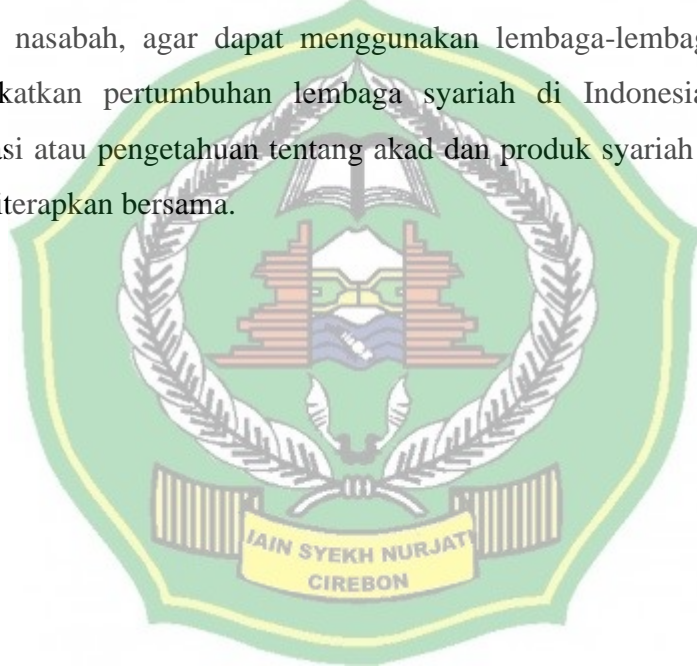 nasabah, agar dapat menggunakan lembaga-lembag
katkan pertumbuhan lembaga syariah di Indonesia
asi atau pengetahuan tentang akad dan produk syariah
iterapkan bersama.
IAIN SYEKH NURJATI
CIREBON